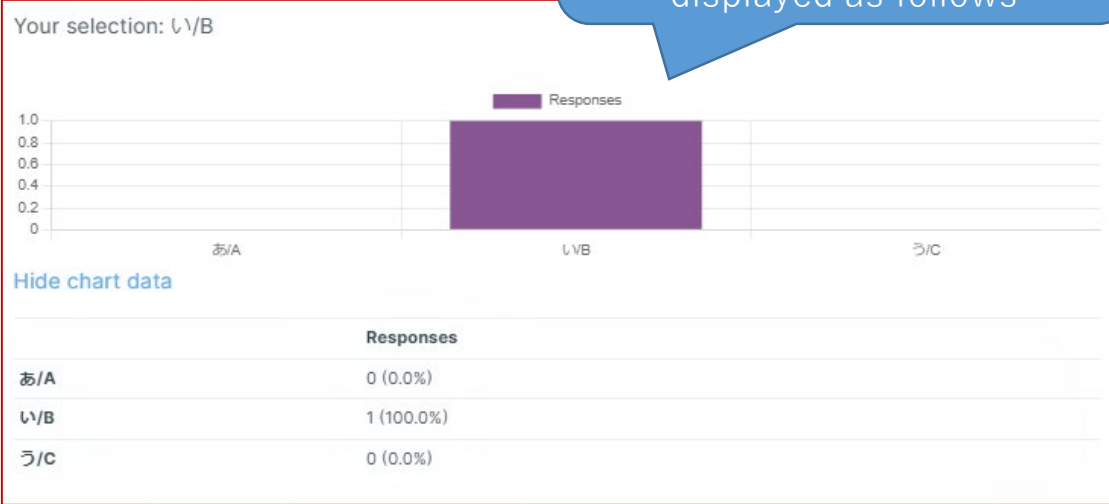 displayed as follows
Your selection: い/B
Responses
1.0
0.8
0.6
0.4
0.2
0
あ/A い/B う/C
Hide chart data
Responses
あ/A 0 (0.0%)
い/B 1 (100.0%)
う/C 0 (0.0%)